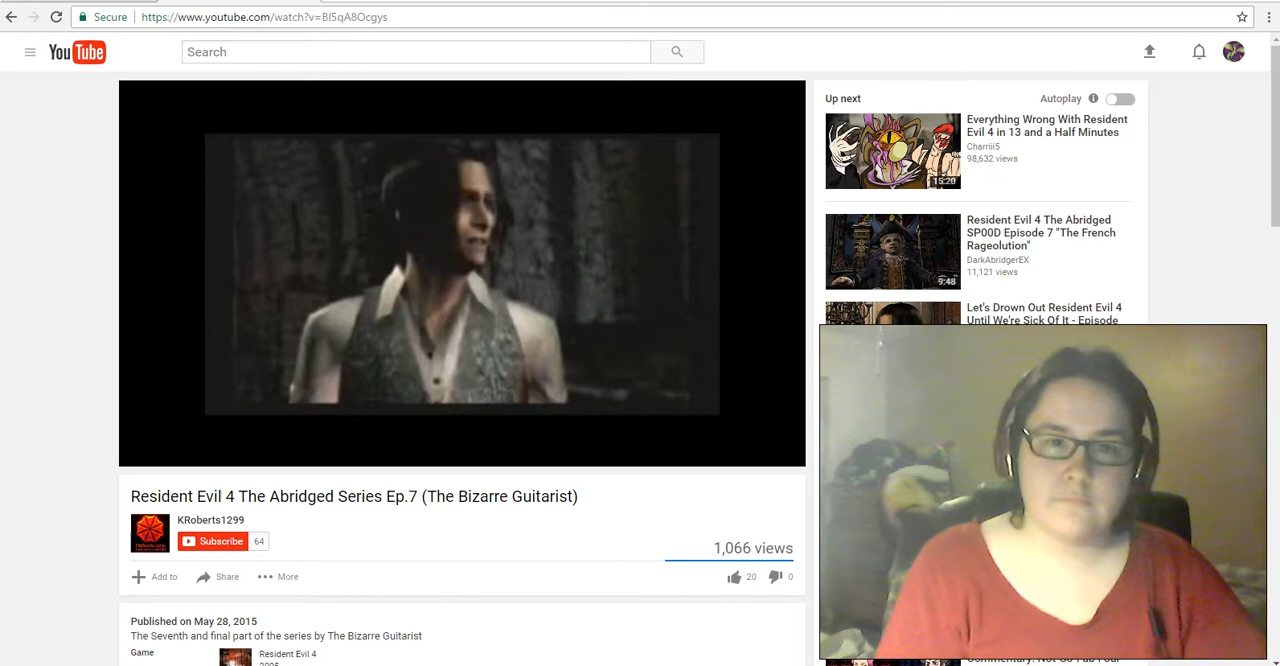 Secure https://www.youtube.com/watch?v=BI5qA8Ocgys
YouTube
Search
Up next
Autoplay
Everything Wrong With Resident
Evil 4 in 13 and a Half Minutes
Charriii5
98,632 views
15:20
Resident Evil 4 The Abridged
SP00D Episode 7 "The French
Rageolution"
DarkAbridgerEX
11,121 views
9:48
Let's Drown Out Resident Evil 4
Until We're Sick Of It - Episode
Resident Evil 4 The Abridged Series Ep.7 (The Bizarre Guitarist)
KRoberts1299
Subscribe 64
1,066 views
Add to Share More
20 0
Published on May 28, 2015
The Seventh and final part of the series by The Bizarre Guitarist
Game
Resident Evil 4
2005